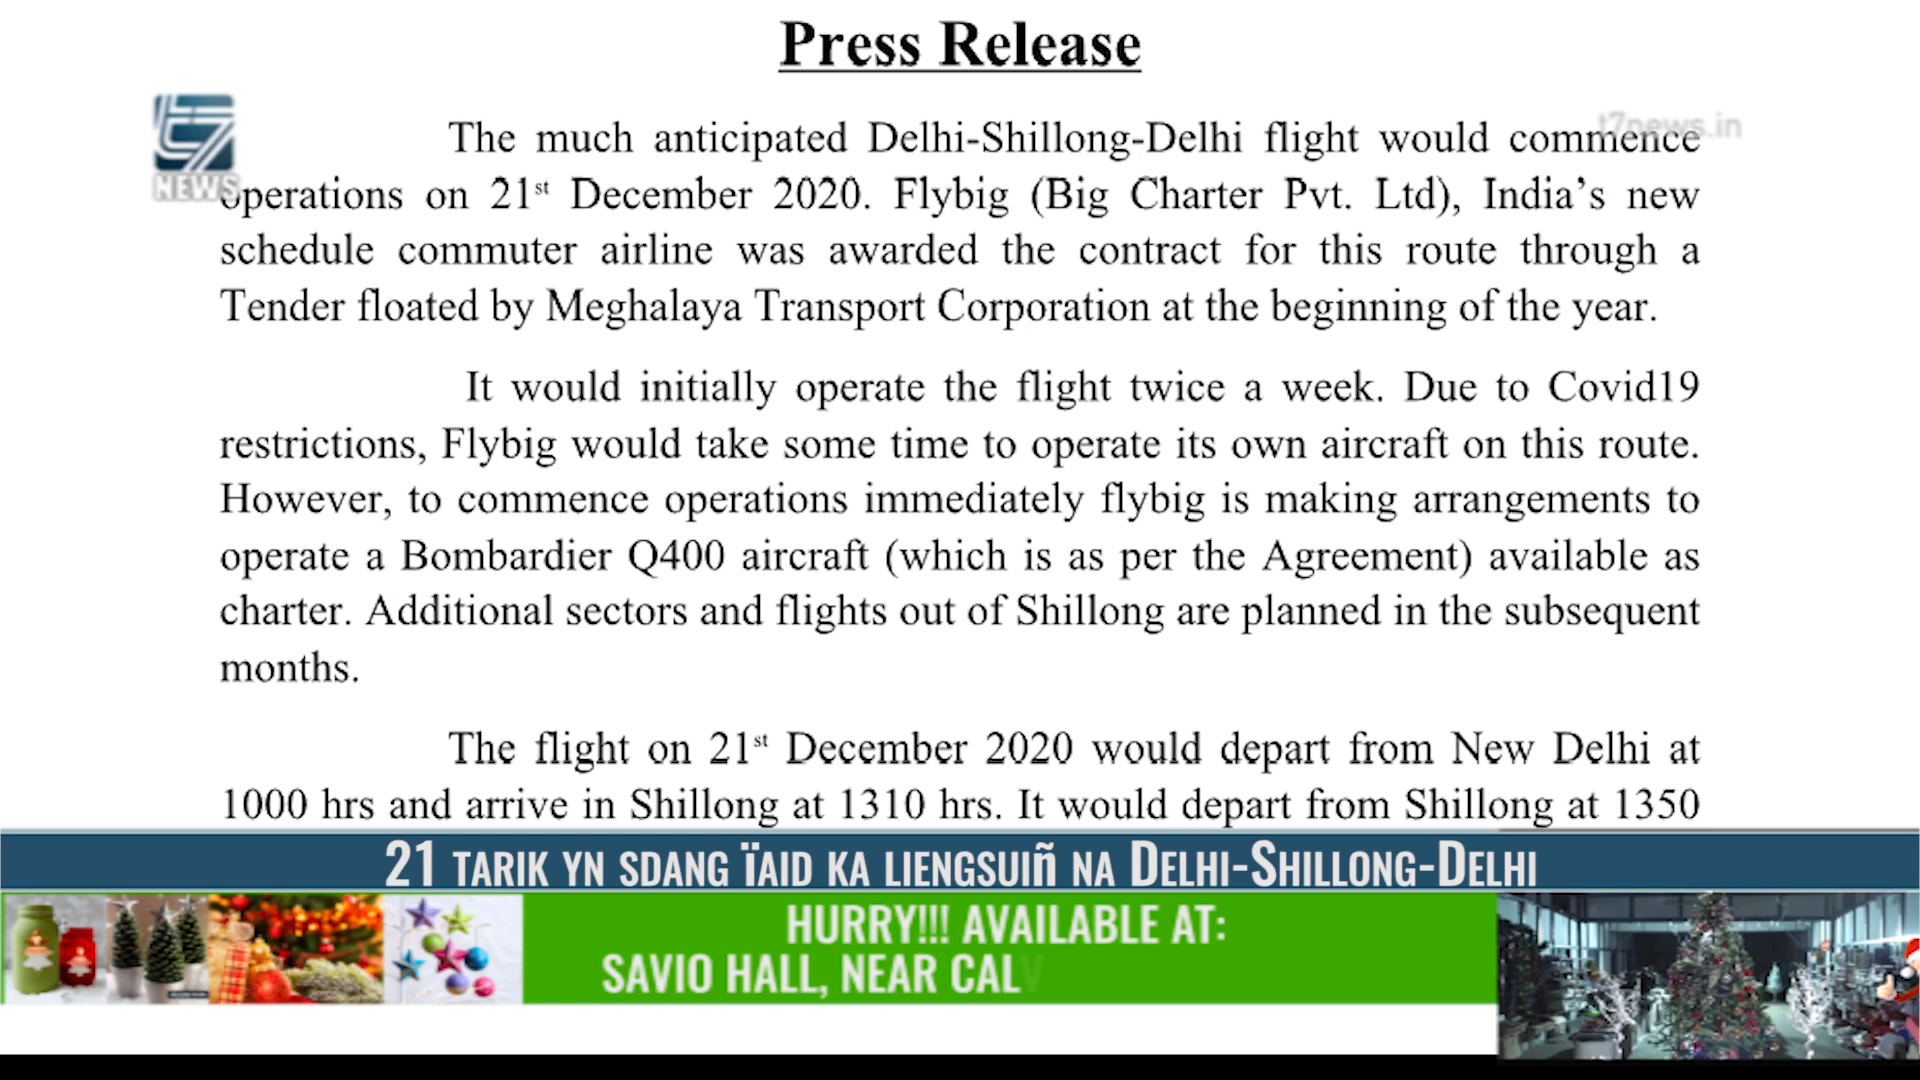 Press Release
T7
NEWS
t7news.in
The much anticipated Delhi-Shillong-Delhi flight would commence
operations on 21st December 2020. Flybig (Big Charter Pvt. Ltd), India’s new
schedule commuter airline was awarded the contract for this route through a
Tender floated by Meghalaya Transport Corporation at the beginning of the year.
It would initially operate the flight twice a week. Due to Covid19
restrictions, Flybig would take some time to operate its own aircraft on this route.
However, to commence operations immediately flybig is making arrangements to
operate a Bombardier Q400 aircraft (which is as per the Agreement) available as
charter. Additional sectors and flights out of Shillong are planned in the subsequent
months.
The flight on 21st December 2020 would depart from New Delhi at
1000 hrs and arrive in Shillong at 1310 hrs. It would depart from Shillong at 1350
21 TARIK YN SDANG ÏAID KA LIENGSUIñ NA DELHI-SHILLONG-DELHI
HURRY!!! AVAILABLE AT:
SAVIO HALL, NEAR CALV